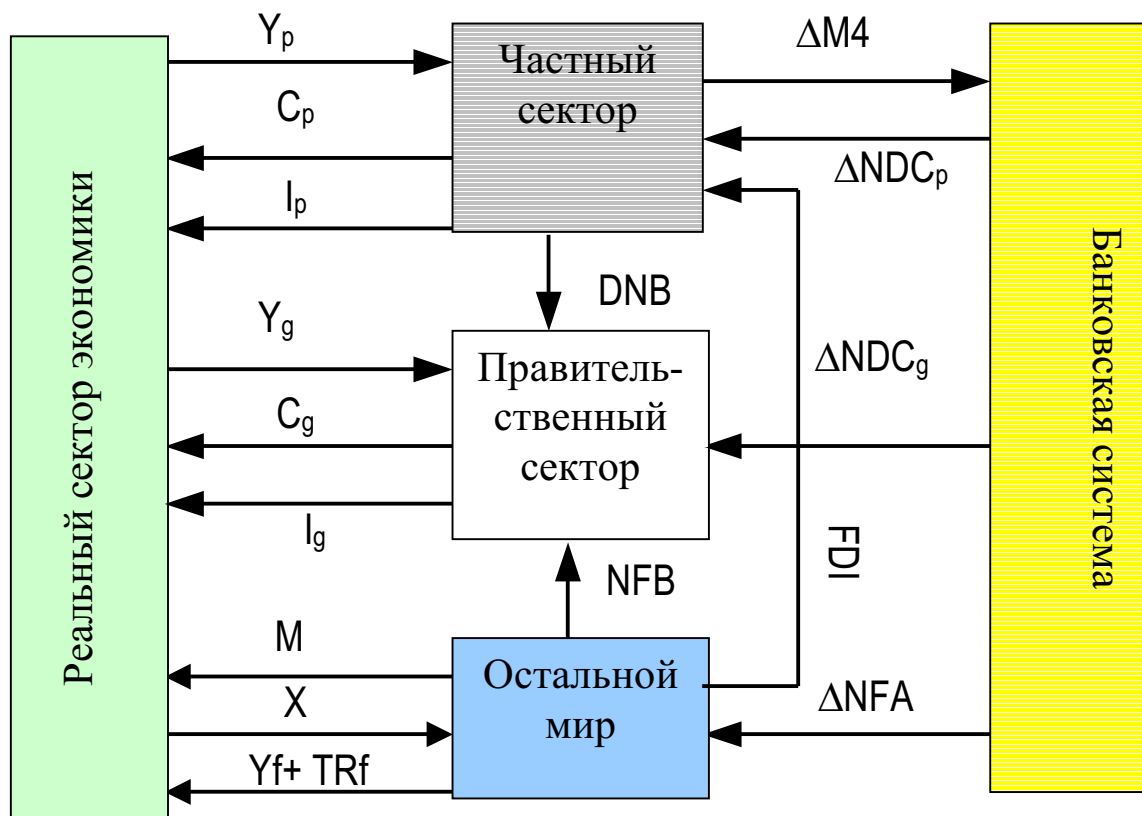 Реальный сектор экономики
Yp
Cp
Ip
Yg
Cg
Ig
M
X
Yf+ TRf
Частный
сектор
DNB
Правитель-
ственный
сектор
NFB
Остальной
мир
ΔM4
ΔNDCp
ΔNDCg
FDI
ΔNFA
Банковская система